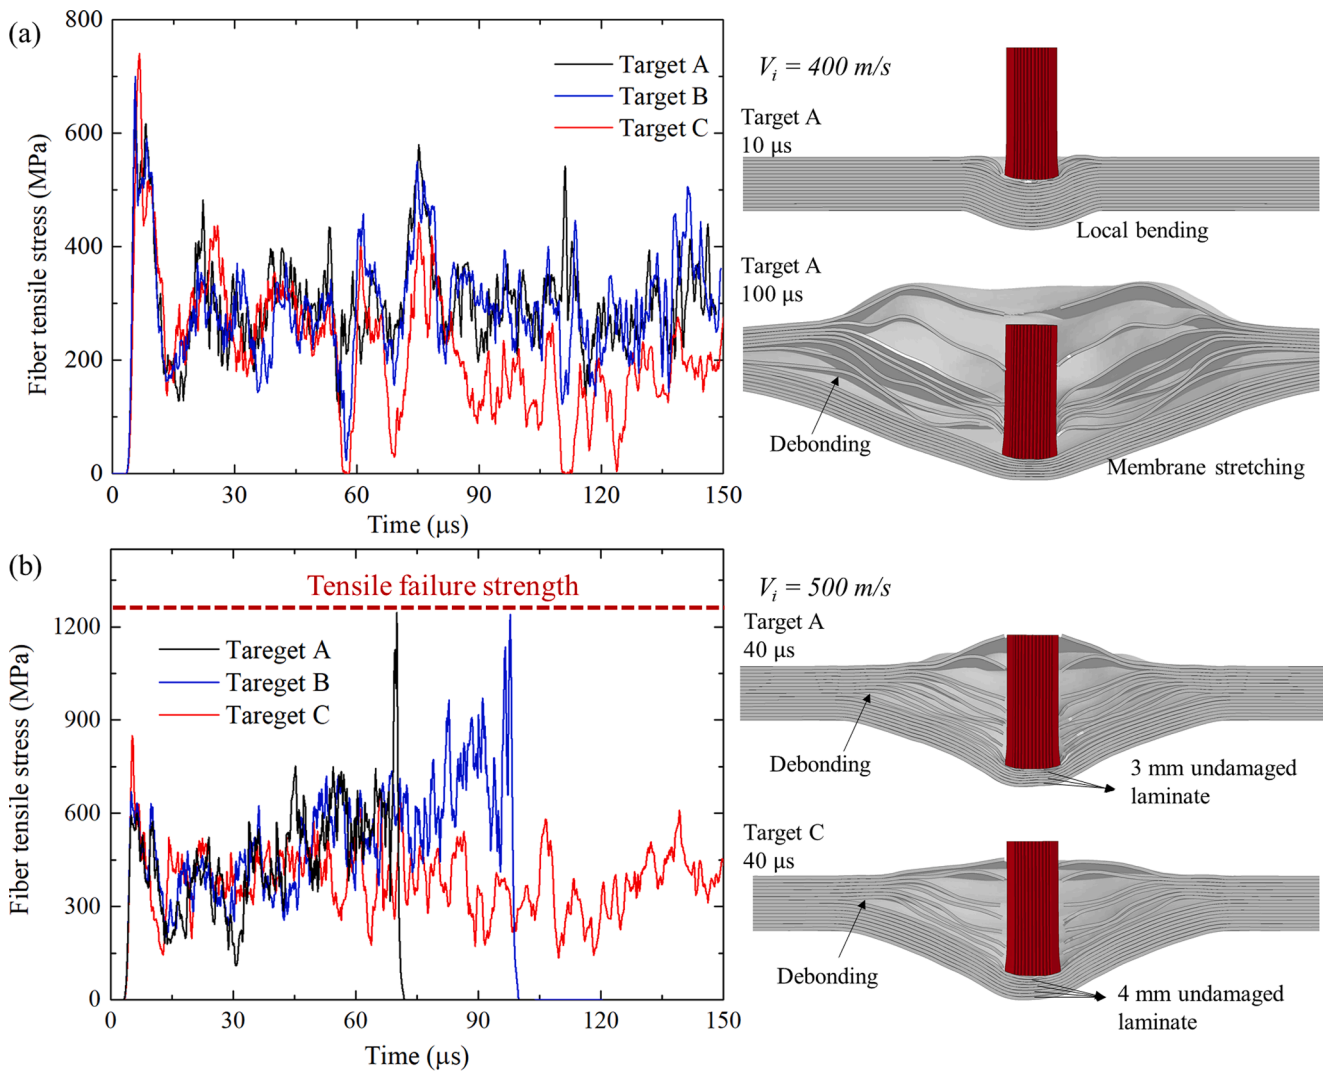 (a)
800
600
400
200
0
Fiber tensile stress (MPa)
Target A
Target B
Target C
0 30 60 90 120 150
Time (μs)
V_i = 400 m/s
Target A
10 μs
Local bending
Target A
100 μs
Debonding
Membrane stretching
(b)
Tensile failure strength
1200
900
600
300
0
Fiber tensile stress (MPa)
Tareget A
Tareget B
Tareget C
0 30 60 90 120 150
Time (μs)
V_i = 500 m/s
Target A
40 μs
Debonding
3 mm undamaged
laminate
Target C
40 μs
Debonding
4 mm undamaged
laminate